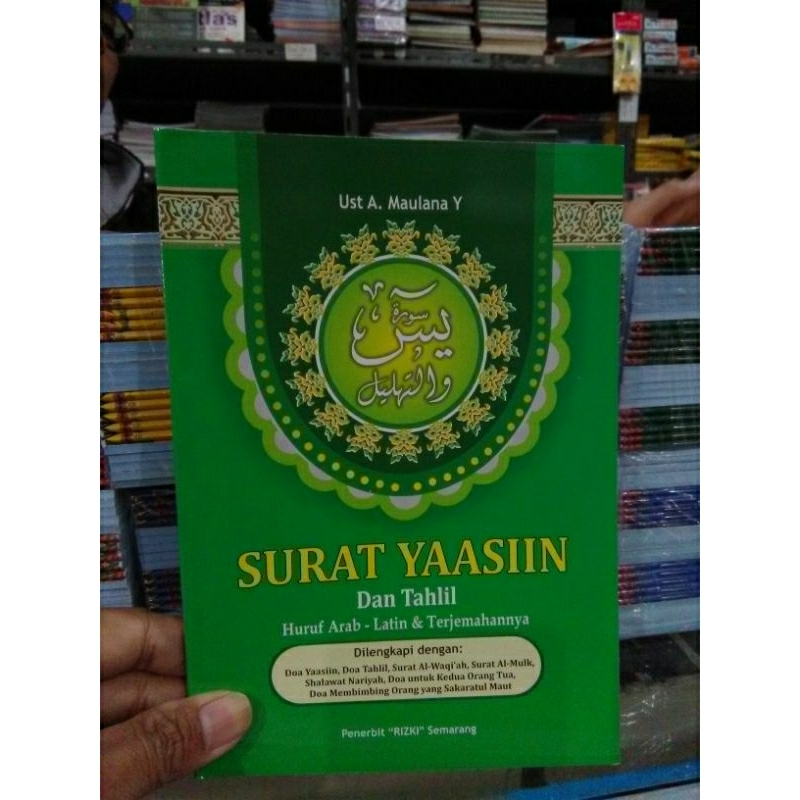 Ust A. Maulana Y
سورة
يس
والتهليل
SURAT YAASIIN
Dan Tahlil
Huruf Arab - Latin & Terjemahannya
Dilengkapi dengan:
Doa Yaasiin, Doa Tahlil, Surat Al-Waqi'ah, Surat Al-Mulk,
Shalawat Nariyah, Doa untuk Kedua Orang Tua,
Doa Membimbing Orang yang Sakaratul Maut
Penerbit "RIZKI" Semarang